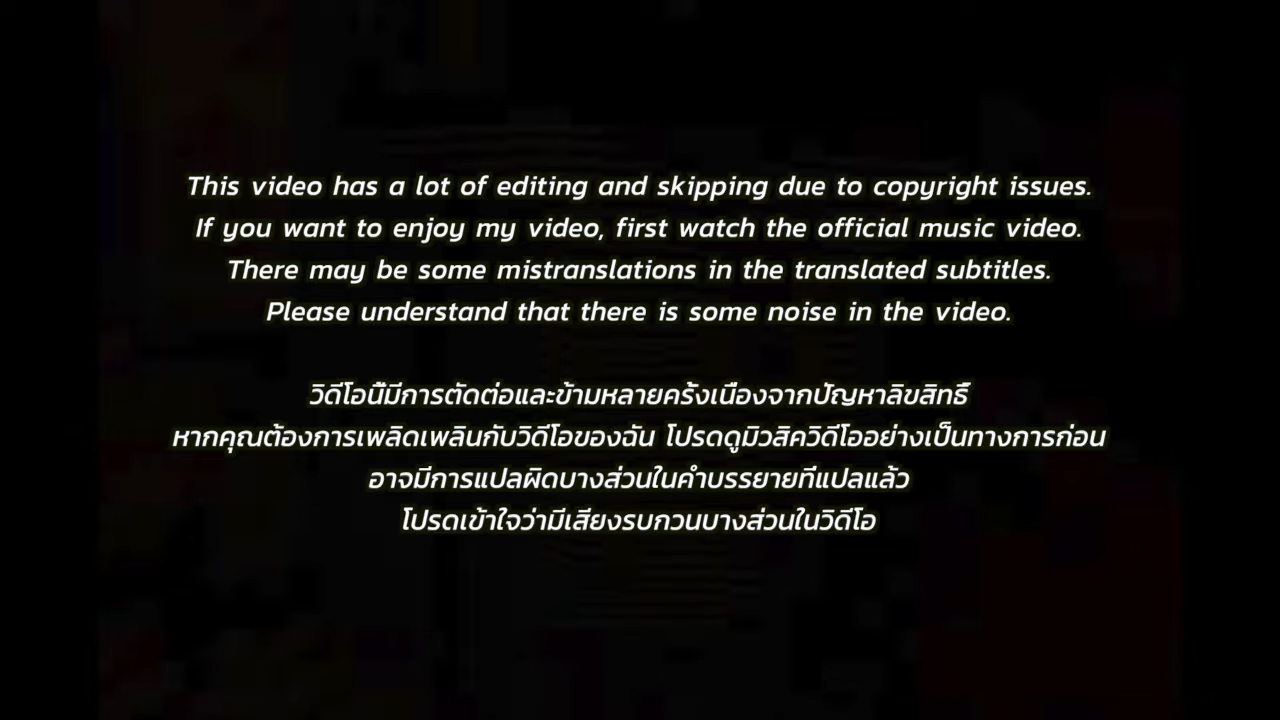 This video has a lot of editing and skipping due to copyright issues.
If you want to enjoy my video, first watch the official music video.
There may be some mistranslations in the translated subtitles.
Please understand that there is some noise in the video.
วิดีโอนี้มีการตัดต่อและข้ามหลายครั้งเนื่องจากปัญหาลิขสิทธิ์
หากคุณต้องการเพลิดเพลินกับวิดีโอของฉัน โปรดดูมิวสิควิดีโออย่างเป็นทางการก่อน
อาจมีการแปลผิดบางส่วนในคำบรรยายที่แปลแล้ว
โปรดเข้าใจว่ามีเสียงรบกวนบางส่วนในวิดีโอ